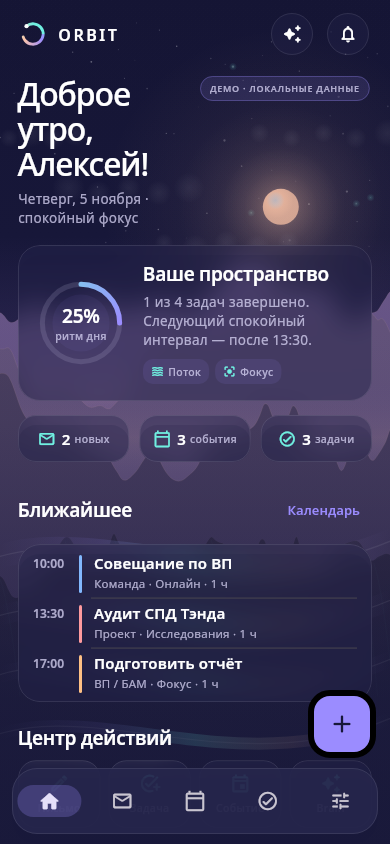 ORBIT
Доброе
утро,
Алексей!
ДЕМО · ЛОКАЛЬНЫЕ ДАННЫЕ
Четверг, 5 ноября ·
спокойный фокус
25%
ритм дня
Ваше пространство
1 из 4 задач завершено.
Следующий спокойный
интервал — после 13:30.
Поток
Фокус
2 новых
3 события
3 задачи
Ближайшее
Календарь
10:00
Совещание по ВП
Команда · Онлайн · 1 ч
13:30
Аудит СПД Тэнда
Проект · Исследования · 1 ч
17:00
Подготовить отчёт
ВП / БАМ · Фокус · 1 ч
Центр действий